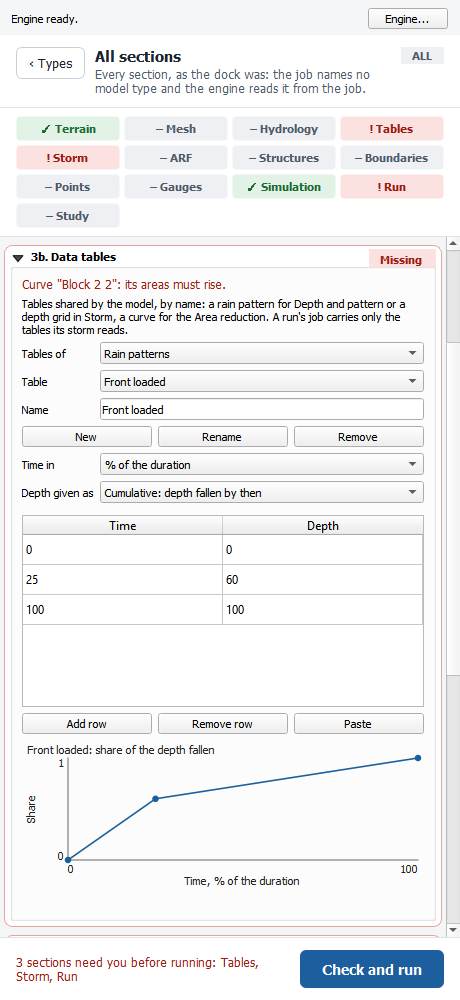 Engine ready.
Engine...
‹ Types
All sections
ALL
Every section, as the dock was: the job names no
model type and the engine reads it from the job.
✓ Terrain
– Mesh
– Hydrology
! Tables
! Storm
– ARF
– Structures
– Boundaries
– Points
– Gauges
✓ Simulation
! Run
– Study
3b. Data tables
Missing
Curve "Block 2 2": its areas must rise.
Tables shared by the model, by name: a rain pattern for Depth and pattern or a
depth grid in Storm, a curve for the Area reduction. A run's job carries only the
tables its storm reads.
Tables of
Rain patterns
Table
Front loaded
Name
Front loaded
New
Rename
Remove
Time in
% of the duration
Depth given as
Cumulative: depth fallen by then
Time
Depth
0
0
25
60
100
100
Add row
Remove row
Paste
Front loaded: share of the depth fallen
1
Share
0
0
100
Time, % of the duration
3 sections need you before running: Tables,
Storm, Run
Check and run